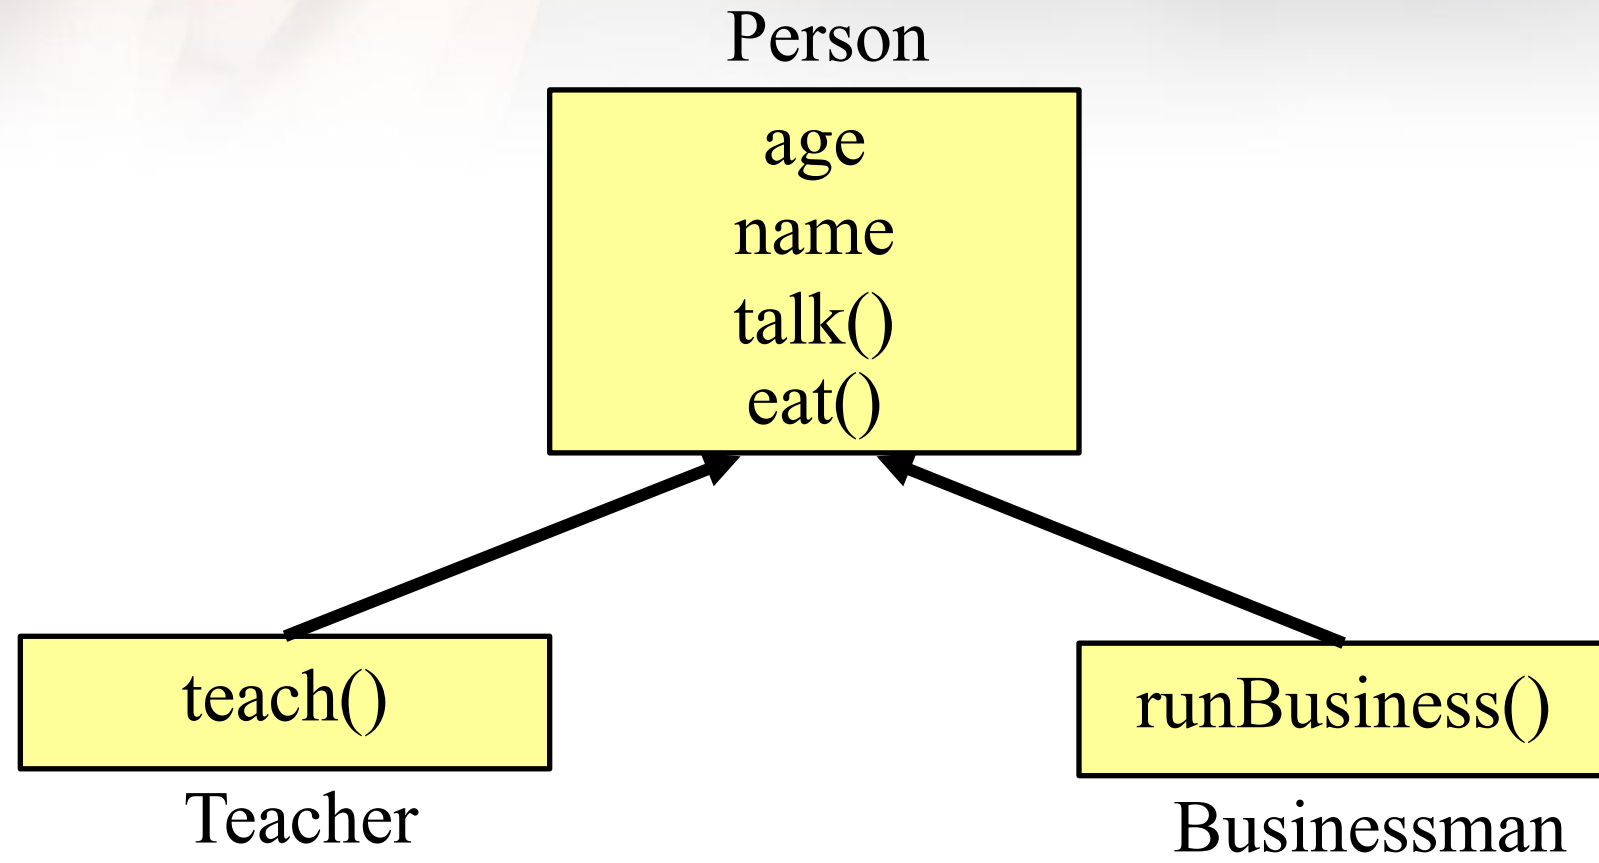 Person
age
name
talk()
eat()
teach()
runBusiness()
Teacher
Businessman